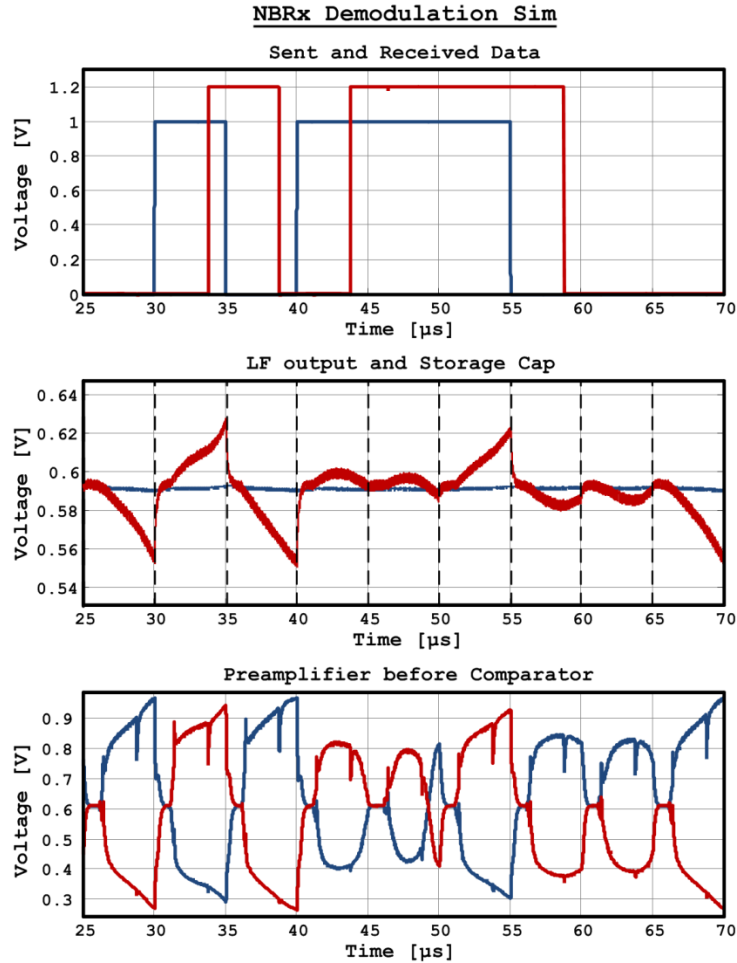 NBRx Demodulation Sim
Sent and Received Data
Voltage [V]
1.2
1
0.8
0.6
0.4
0.2
0
25 30 35 40 45 50 55 60 65 70
Time [µs]
LF output and Storage Cap
Voltage [V]
0.64
0.62
0.6
0.58
0.56
0.54
25 30 35 40 45 50 55 60 65 70
Time [µs]
Preamplifier before Comparator
Voltage [V]
0.9
0.8
0.7
0.6
0.5
0.4
0.3
25 30 35 40 45 50 55 60 65 70
Time [µs]